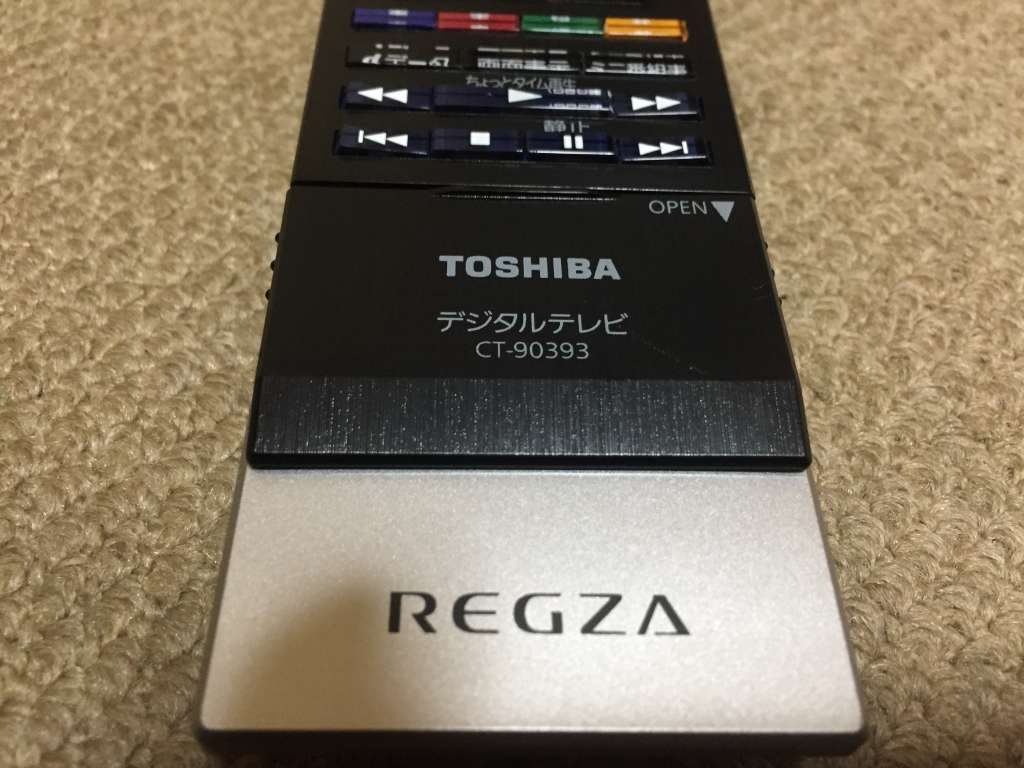 ちょっとタイム再生
静止
OPEN▼
TOSHIBA
デジタルテレビ
CT-90393
REGZA